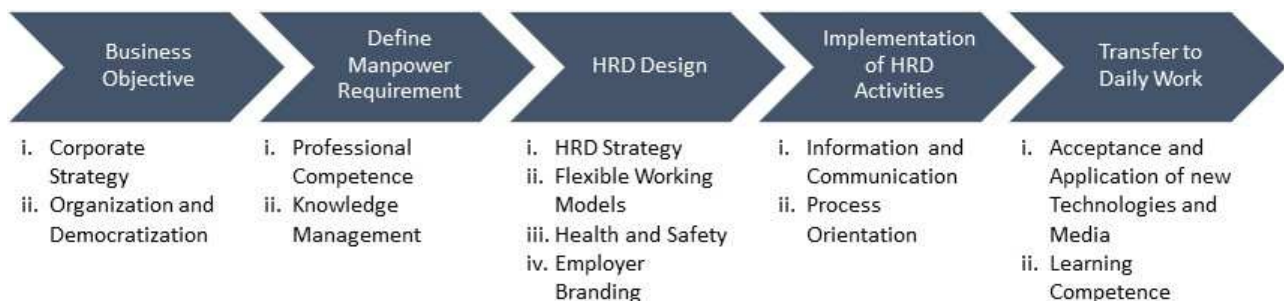 Business
Objective
Define
Manpower
Requirement
HRD Design
Implementation
of HRD
Activities
Transfer to
Daily Work
i. Corporate
Strategy
ii. Organization and
Democratization
i. Professional
Competence
ii. Knowledge
Management
i. HRD Strategy
ii. Flexible Working
Models
iii. Health and Safety
iv. Employer
Branding
i. Information and
Communication
ii. Process
Orientation
i. Acceptance and
Application of new
Technologies and
Media
ii. Learning
Competence